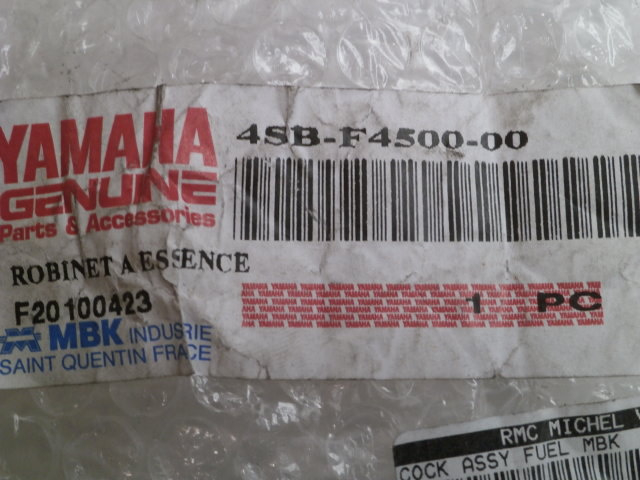 YAMAHA
GENUINE
Parts & Accessories
4SB-F4500-00
ROBINET A ESSENCE
F20100423
1 PC
MBK INDUSRIE
SAINT QUENTIN FRACE
RMC MICHEL
COCK ASSY FUEL MBK